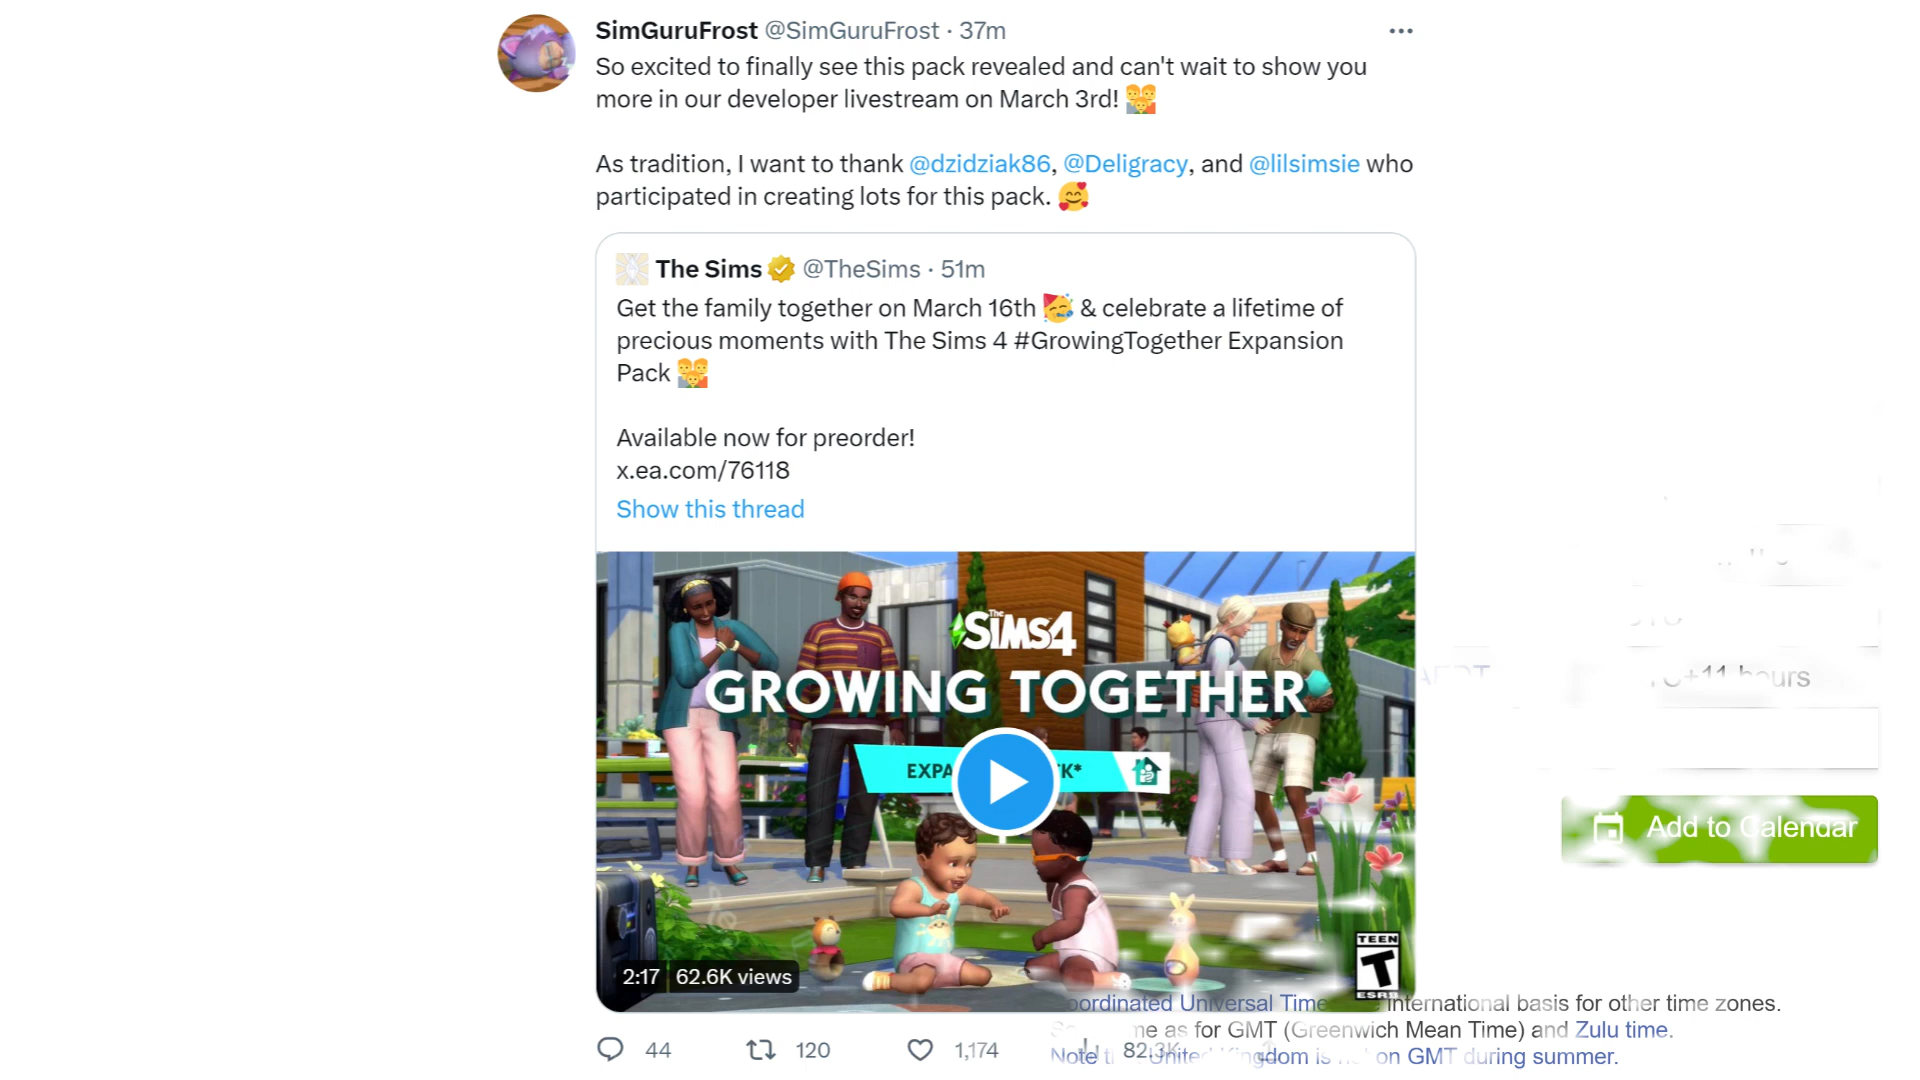 SimGuruFrost @SimGuruFrost · 37m
So excited to finally see this pack revealed and can't wait to show you
more in our developer livestream on March 3rd!
As tradition, I want to thank @dzidziak86, @Deligracy, and @lilsimsie who
participated in creating lots for this pack.
The Sims @TheSims · 51m
Get the family together on March 16th & celebrate a lifetime of
precious moments with The Sims 4 #GrowingTogether Expansion
Pack
Available now for preorder!
x.ea.com/76118
Show this thread
The SiMS 4
GROWING TOGETHER
hours
Add to Calendar
TEEN
T
ESRB
2:17 62.6K views
Universal Time international basis for other time zones.
as for GMT (Greenwich Mean Time) and Zulu time.
44 120 1,174 82.3K
Note United Kingdom is on GMT during summer.